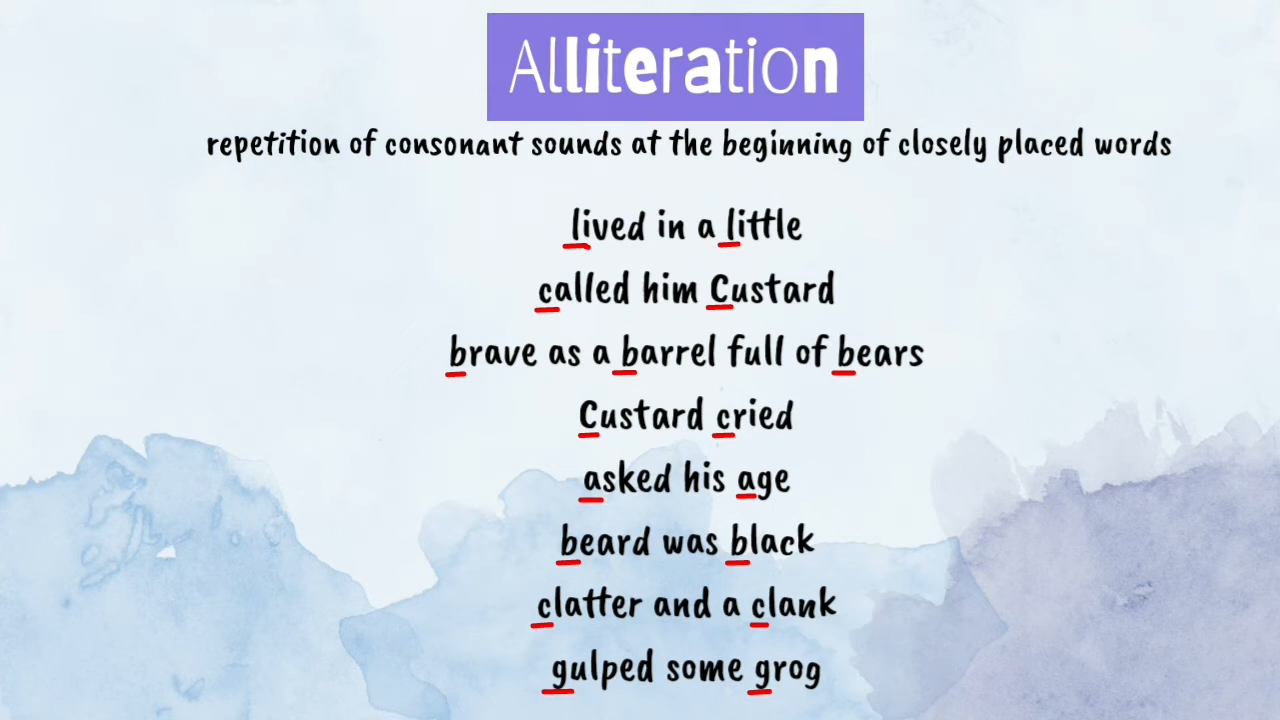 Alliteration
repetition of consonant sounds at the beginning of closely placed words
lived in a little
called him Custard
brave as a barrel full of bears
Custard cried
asked his age
beard was black
clatter and a clank
gulped some grog